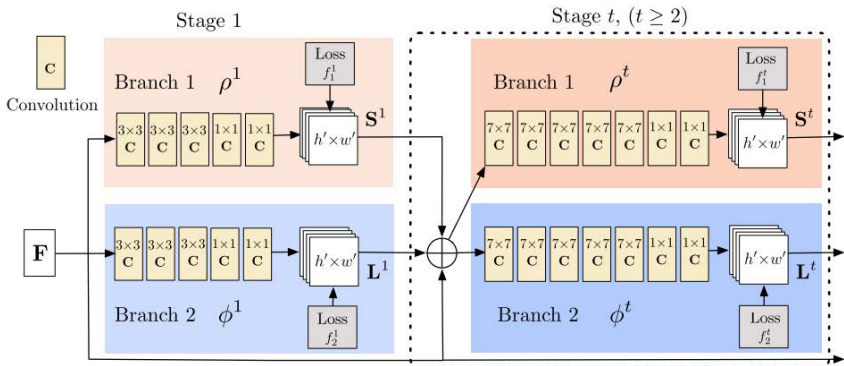 Stage 1
Stage t, (t ≥ 2)
C
Convolution
Branch 1 ρ¹
Loss
f₁¹
3×3 3×3 3×3 1×1 1×1
C C C C C
h′×w′
S¹
Branch 1 ρᵗ
Loss
f₁ᵗ
7×7 7×7 7×7 7×7 7×7 1×1 1×1
C C C C C C C
h′×w′
Sᵗ
F
3×3 3×3 3×3 1×1 1×1
C C C C C
h′×w′
L¹
Branch 2 ϕ¹
Loss
f₂¹
7×7 7×7 7×7 7×7 7×7 1×1 1×1
C C C C C C C
h′×w′
Lᵗ
Branch 2 ϕᵗ
Loss
f₂ᵗ